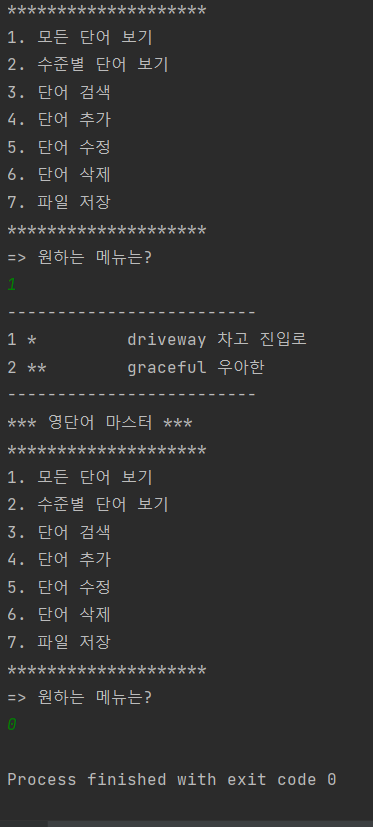 ********************
1. 모든 단어 보기
2. 수준별 단어 보기
3. 단어 검색
4. 단어 추가
5. 단어 수정
6. 단어 삭제
7. 파일 저장
********************
=> 원하는 메뉴는?
1
-------------------------
1 *         driveway 차고 진입로
2 **        graceful 우아한
-------------------------
*** 영단어 마스터 ***
********************
1. 모든 단어 보기
2. 수준별 단어 보기
3. 단어 검색
4. 단어 추가
5. 단어 수정
6. 단어 삭제
7. 파일 저장
********************
=> 원하는 메뉴는?
0
Process finished with exit code 0